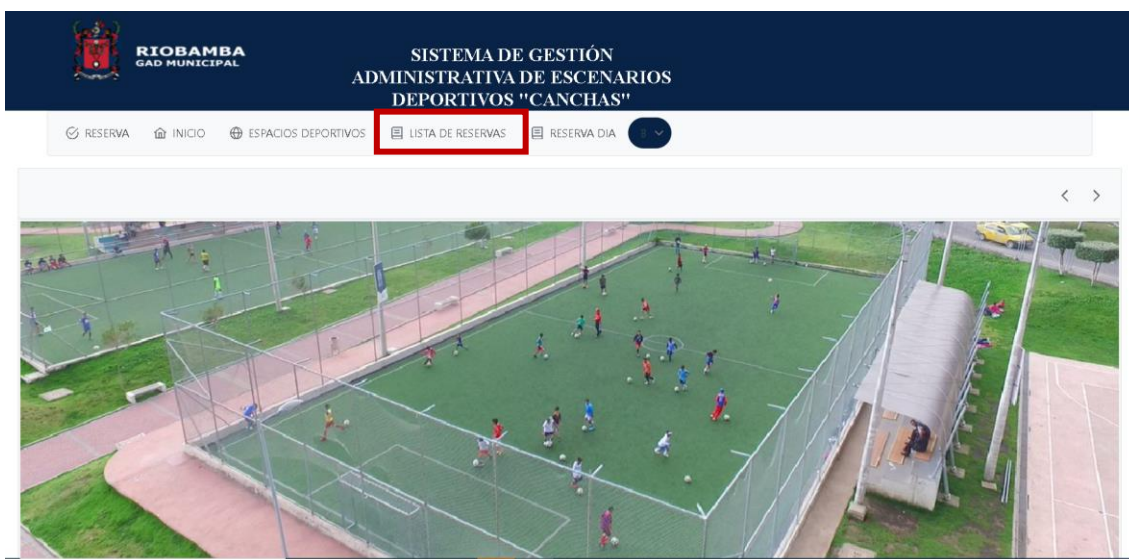 RIOBAMBA
GAD MUNICIPAL
SISTEMA DE GESTIÓN
ADMINISTRATIVA DE ESCENARIOS
DEPORTIVOS "CANCHAS"
RESERVA INICIO ESPACIOS DEPORTIVOS LISTA DE RESERVAS RESERVA DIA